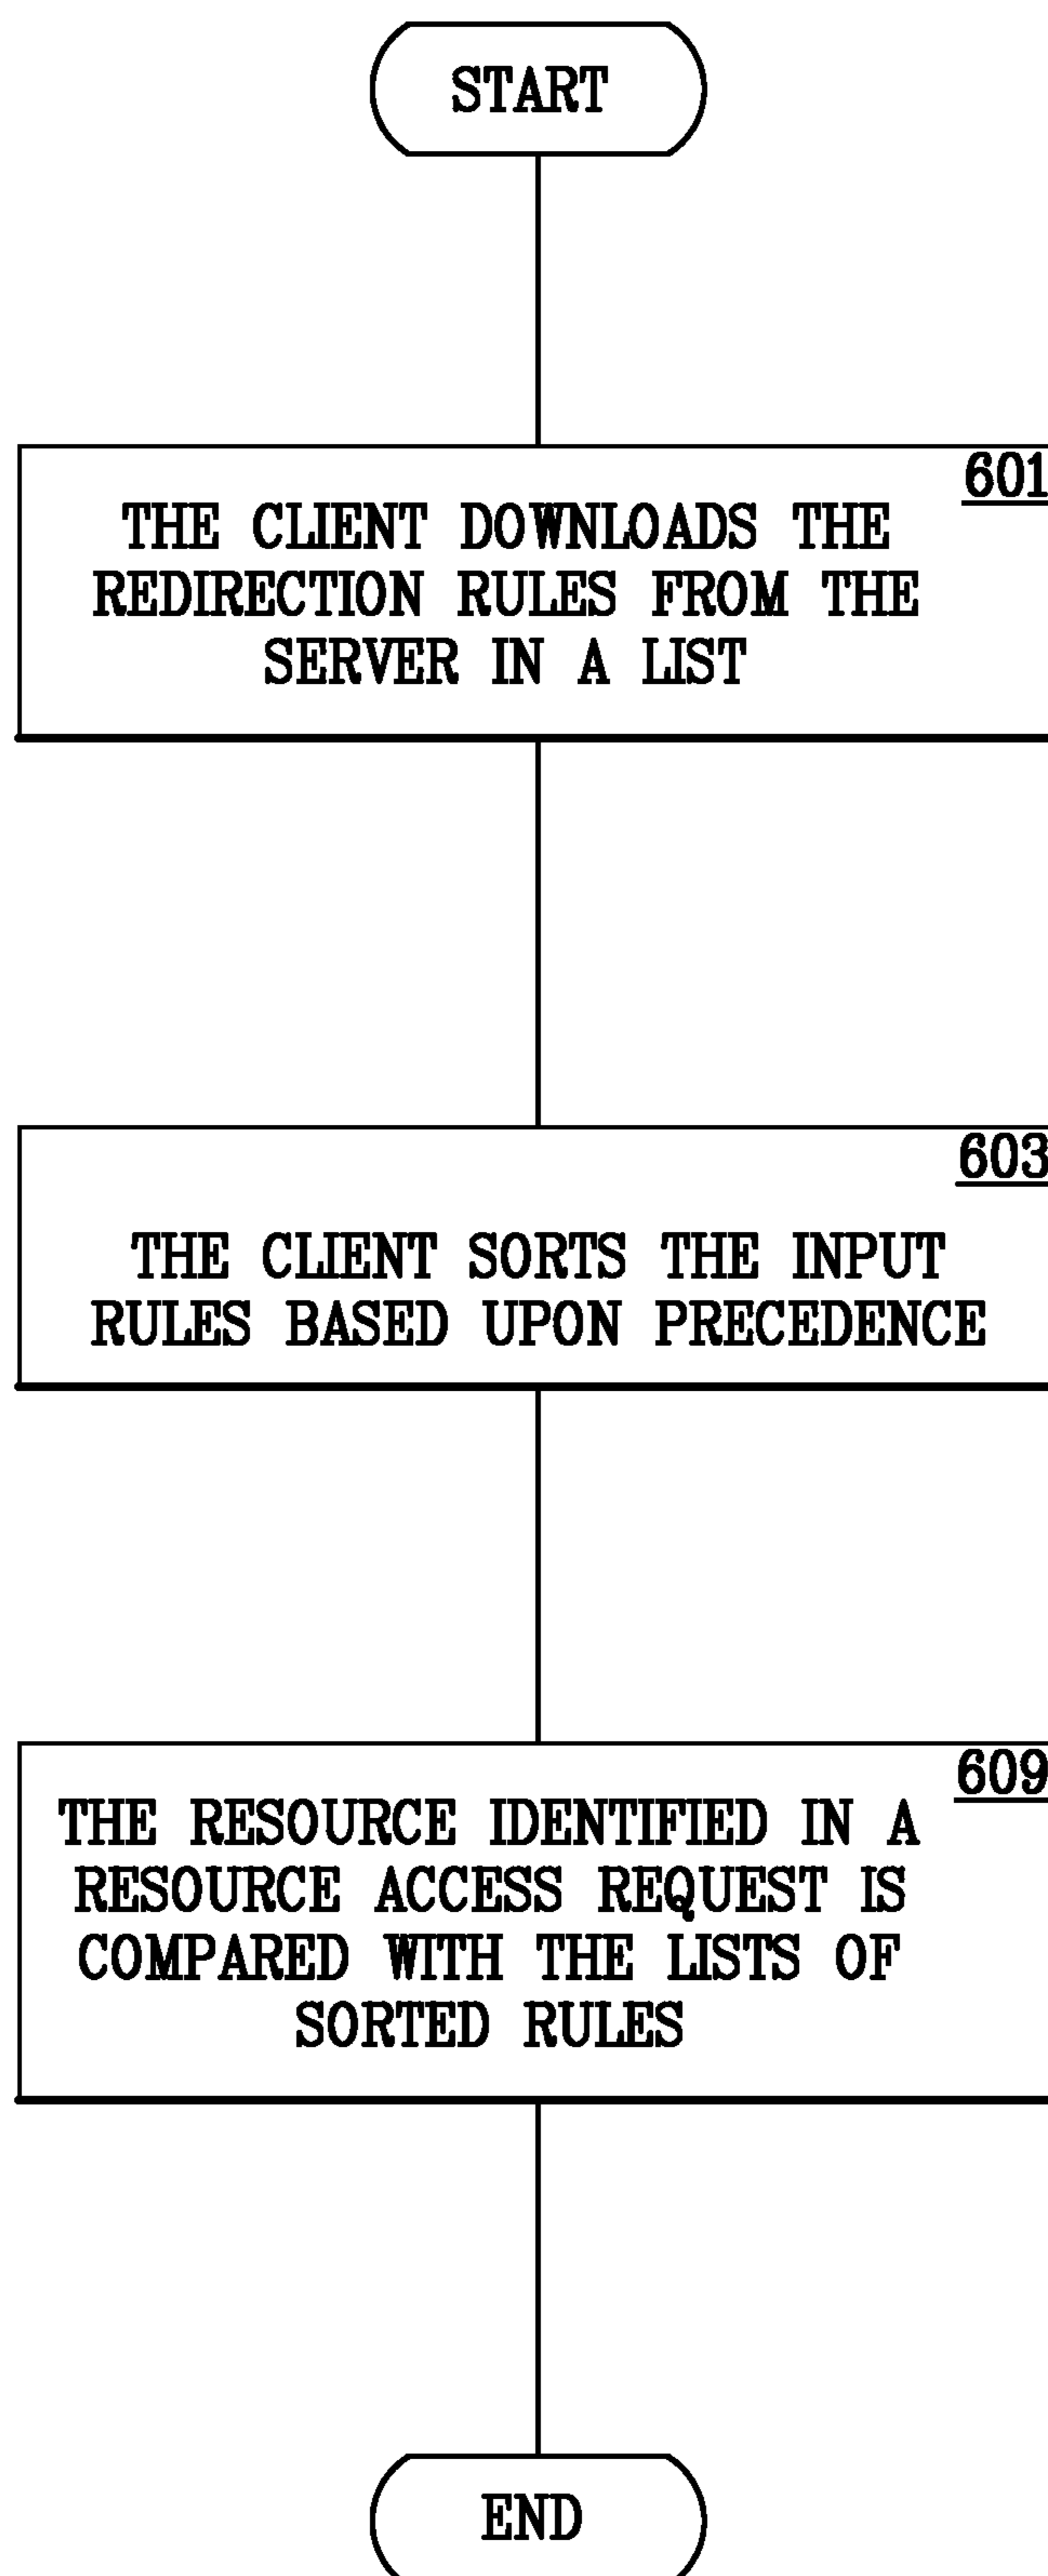 START
601
THE CLIENT DOWNLOADS THE
REDIRECTION RULES FROM THE
SERVER IN A LIST
603
THE CLIENT SORTS THE INPUT
RULES BASED UPON PRECEDENCE
609
THE RESOURCE IDENTIFIED IN A
RESOURCE ACCESS REQUEST IS
COMPARED WITH THE LISTS OF
SORTED RULES
END